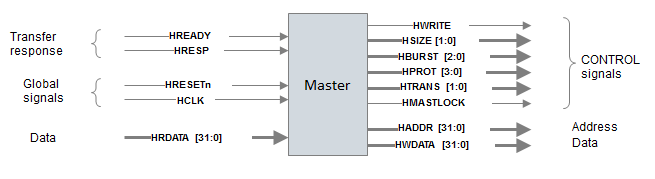 Transfer
response
HREADY
HRESP
Global
signals
HRESETn
HCLK
Data
HRDATA [31:0]
Master
HWRITE
HSIZE [1:0]
HBURST [2:0]
HPROT [3:0]
HTRANS [1:0]
HMASTLOCK
CONTROL
signals
HADDR [31:0]
Address
HWDATA [31:0]
Data